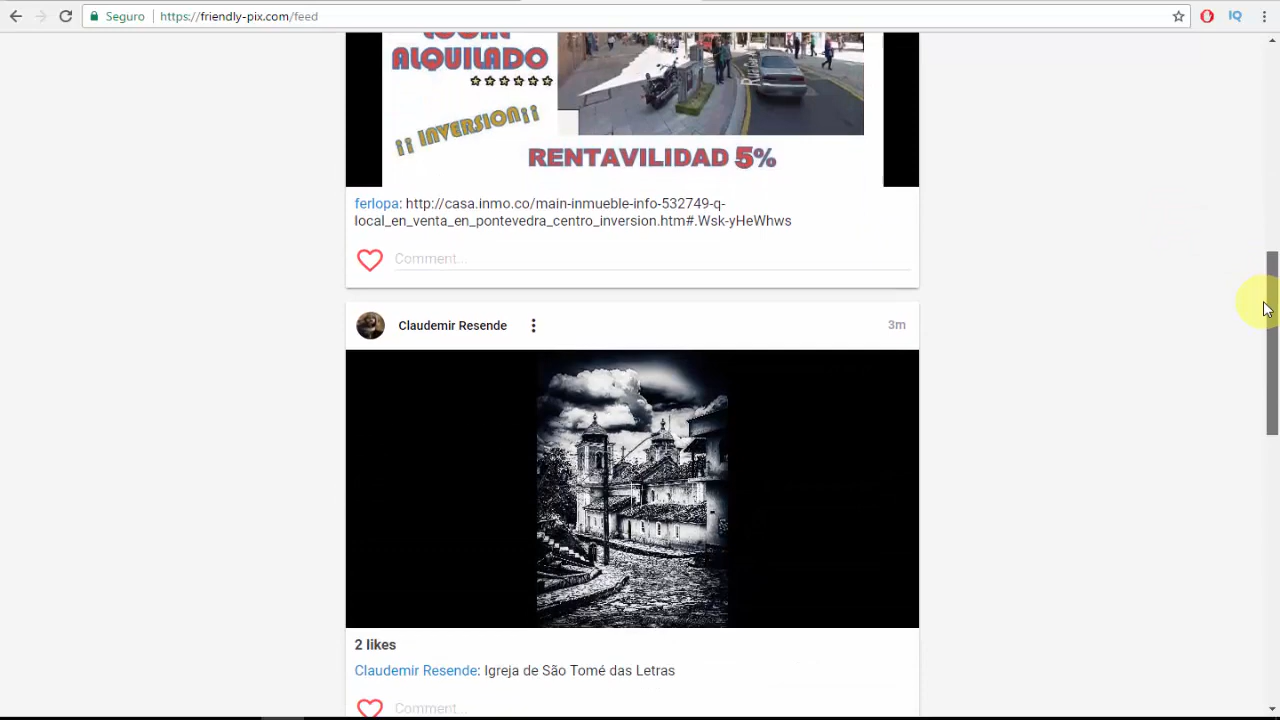 Seguro https://friendly-pix.com/feed
LOCAL
ALQUILADO
¡¡ INVERSION¡¡
RENTAVILIDAD 5%
ferlopa: http://casa.inmo.co/main-inmueble-info-532749-q-
local_en_venta_en_pontevedra_centro_inversion.htm#.Wsk-yHeWhws
Comment...
Claudemir Resende
3m
2 likes
Claudemir Resende: Igreja de São Tomé das Letras
Comment...